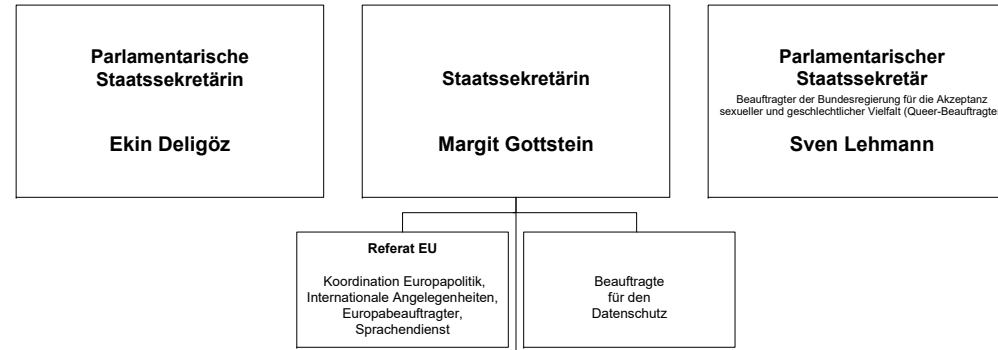 Parlamentarische
Staatssekretärin
Ekin Deligöz
Staatssekretärin
Margit Gottstein
Parlamentarischer
Staatssekretär
Beauftragter der Bundesregierung für die Akzeptanz
sexueller und geschlechtlicher Vielfalt (Queer-Beauftragte
Sven Lehmann
Referat EU
Koordination Europapolitik,
Internationale Angelegenheiten,
Europabeauftragter,
Sprachendienst
Beauftragte
für den
Datenschutz